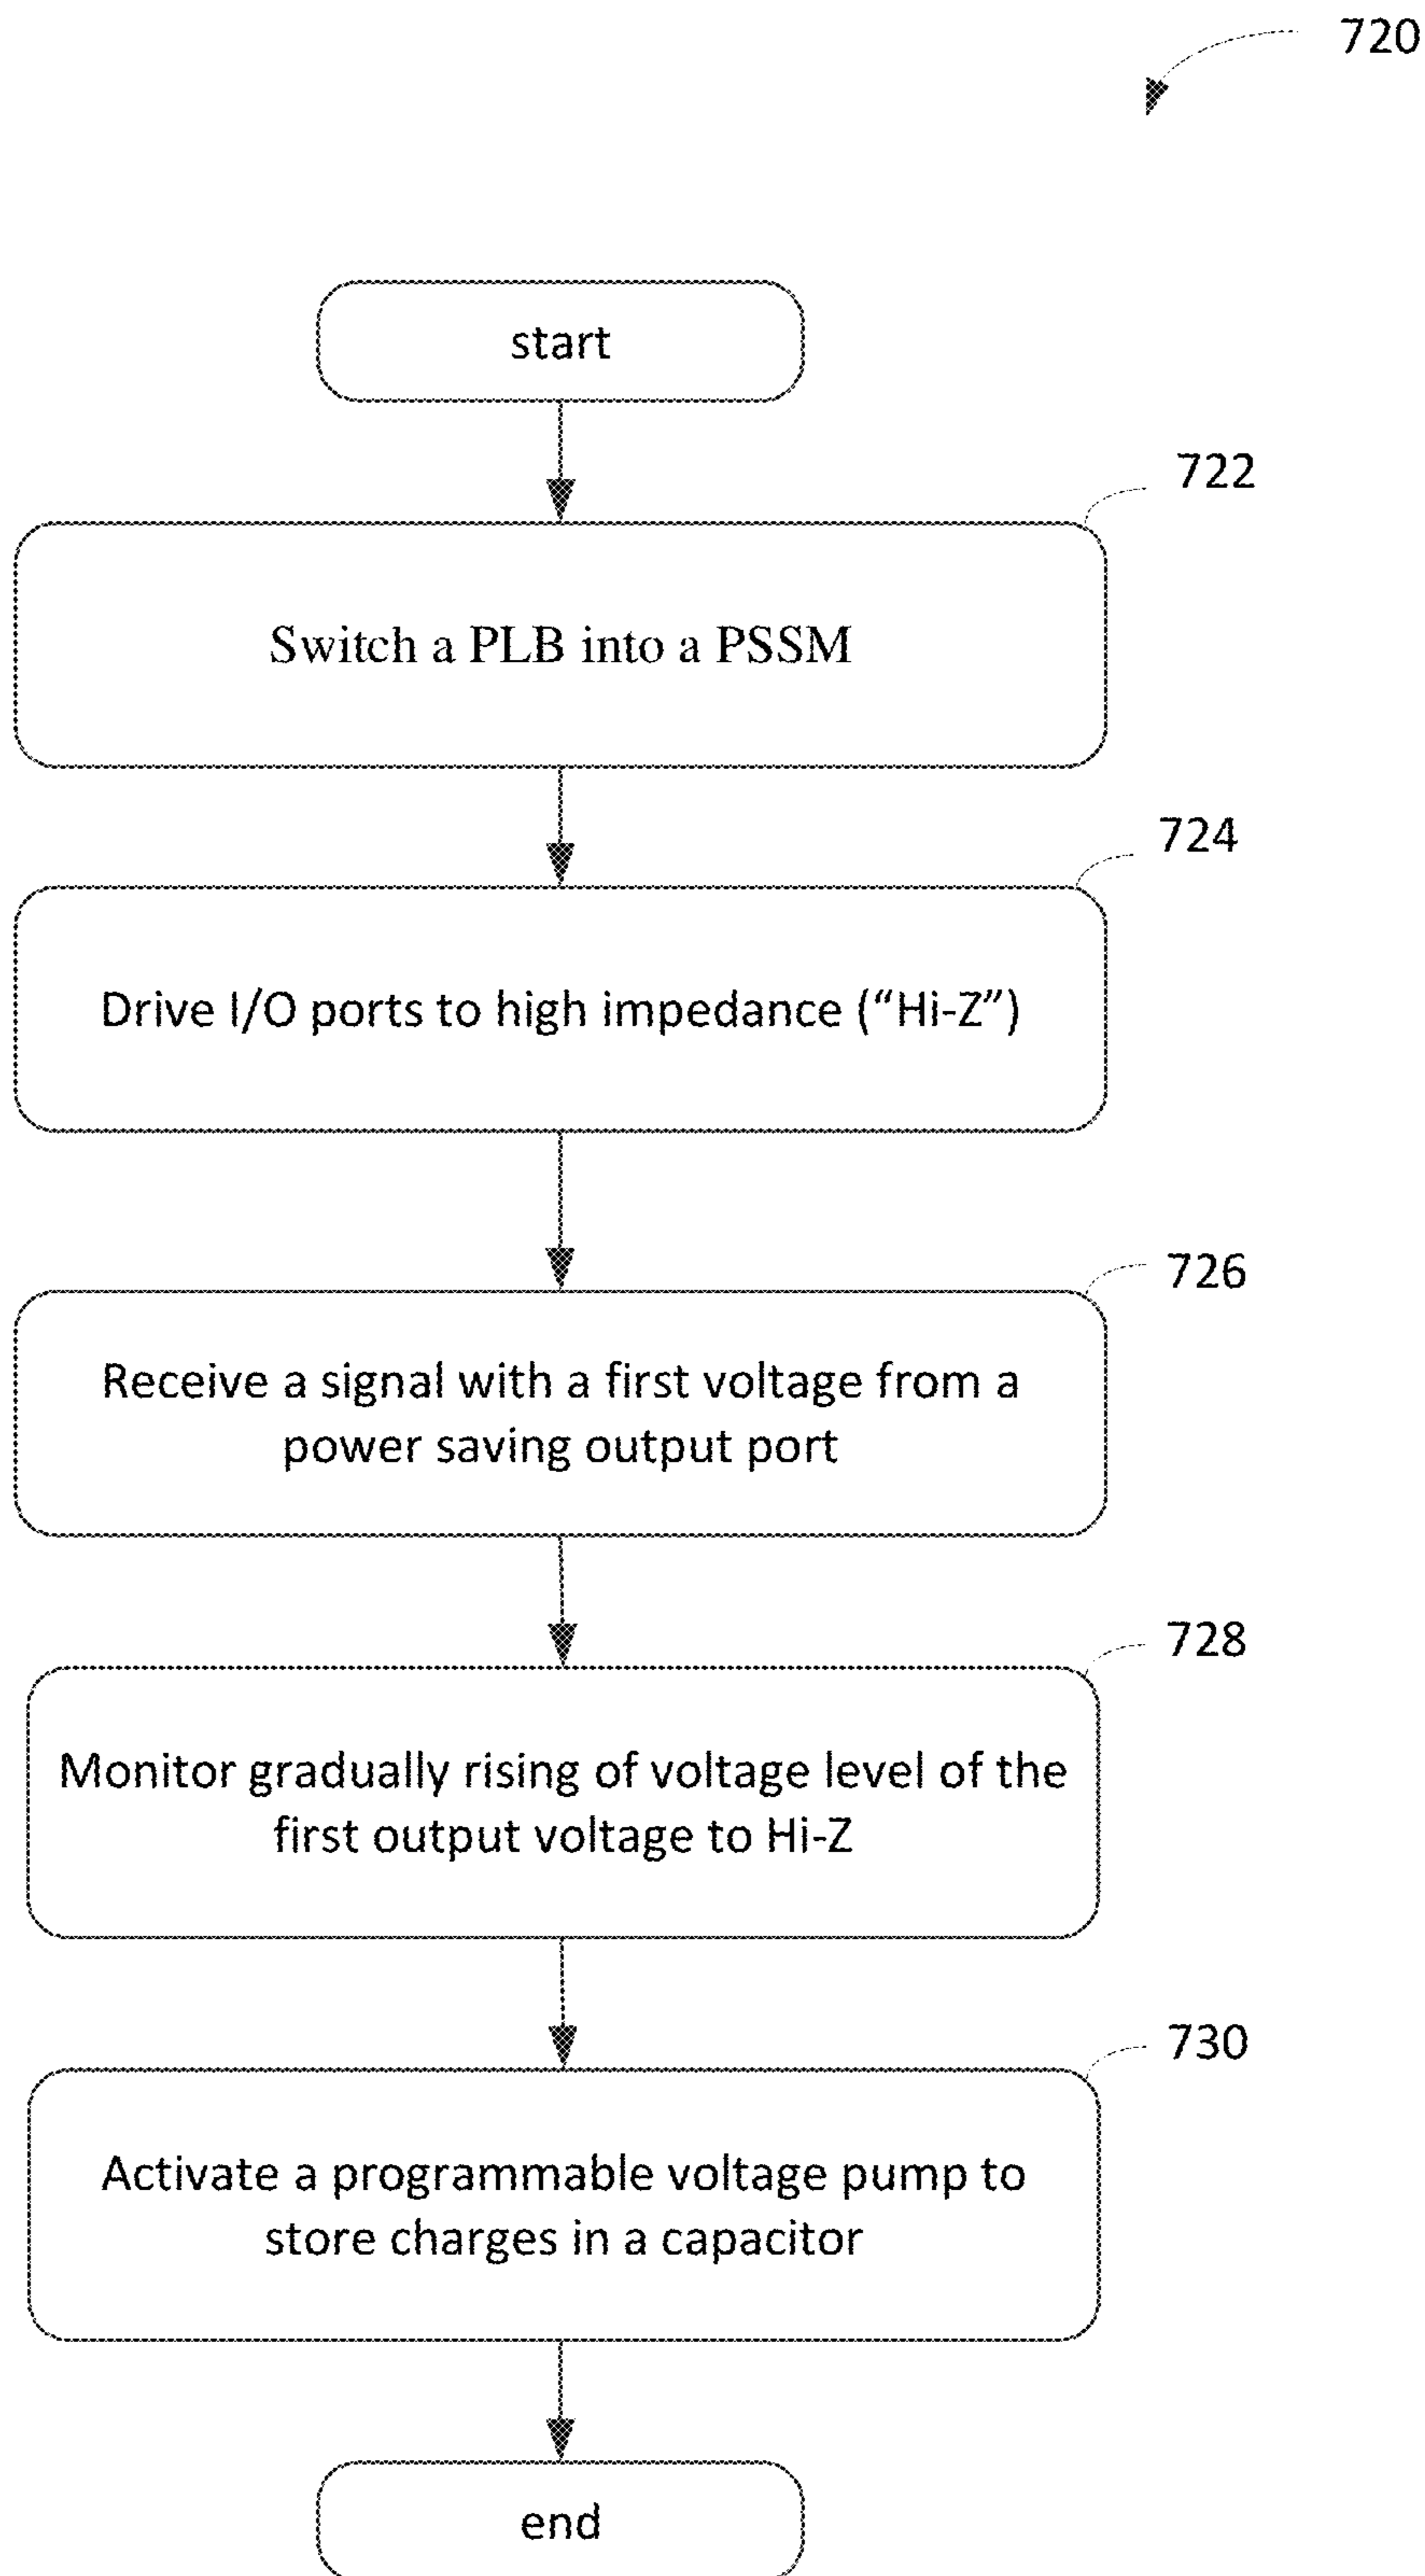 720
start
722
Switch a PLB into a PSSM
724
Drive I/O ports to high impedance (“Hi-Z”)
726
Receive a signal with a first voltage from a
power saving output port
728
Monitor gradually rising of voltage level of the
first output voltage to Hi-Z
730
Activate a programmable voltage pump to
store charges in a capacitor
end